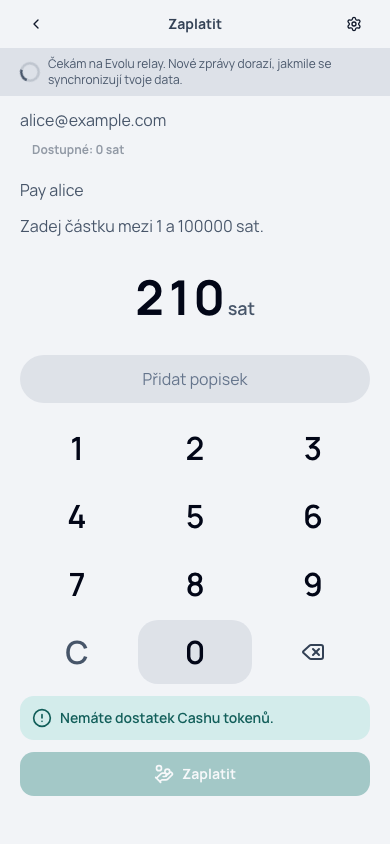 Zaplatit
Čekám na Evolu relay. Nové zprávy dorazí, jakmile se
synchronizují tvoje data.
alice@example.com
Dostupné: 0 sat
Pay alice
Zadej částku mezi 1 a 100000 sat.
210 sat
Přidat popisek
1 2 3
4 5 6
7 8 9
C 0
Nemáte dostatek Cashu tokenů.
Zaplatit